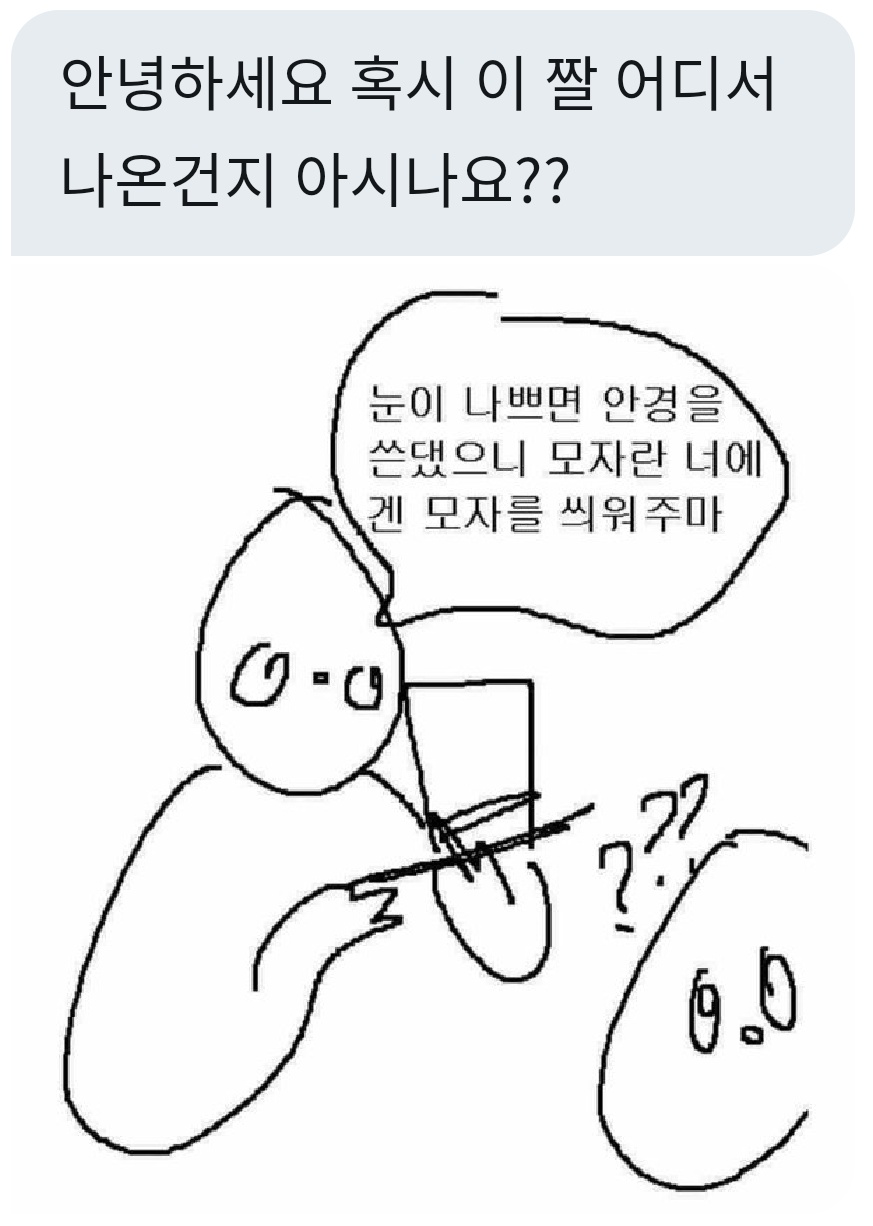 안녕하세요 혹시 이 짤 어디서
나온건지 아시나요??
눈이 나쁘면 안경을
쓴댔으니 모자란 너에
겐 모자를 씌워주마
???